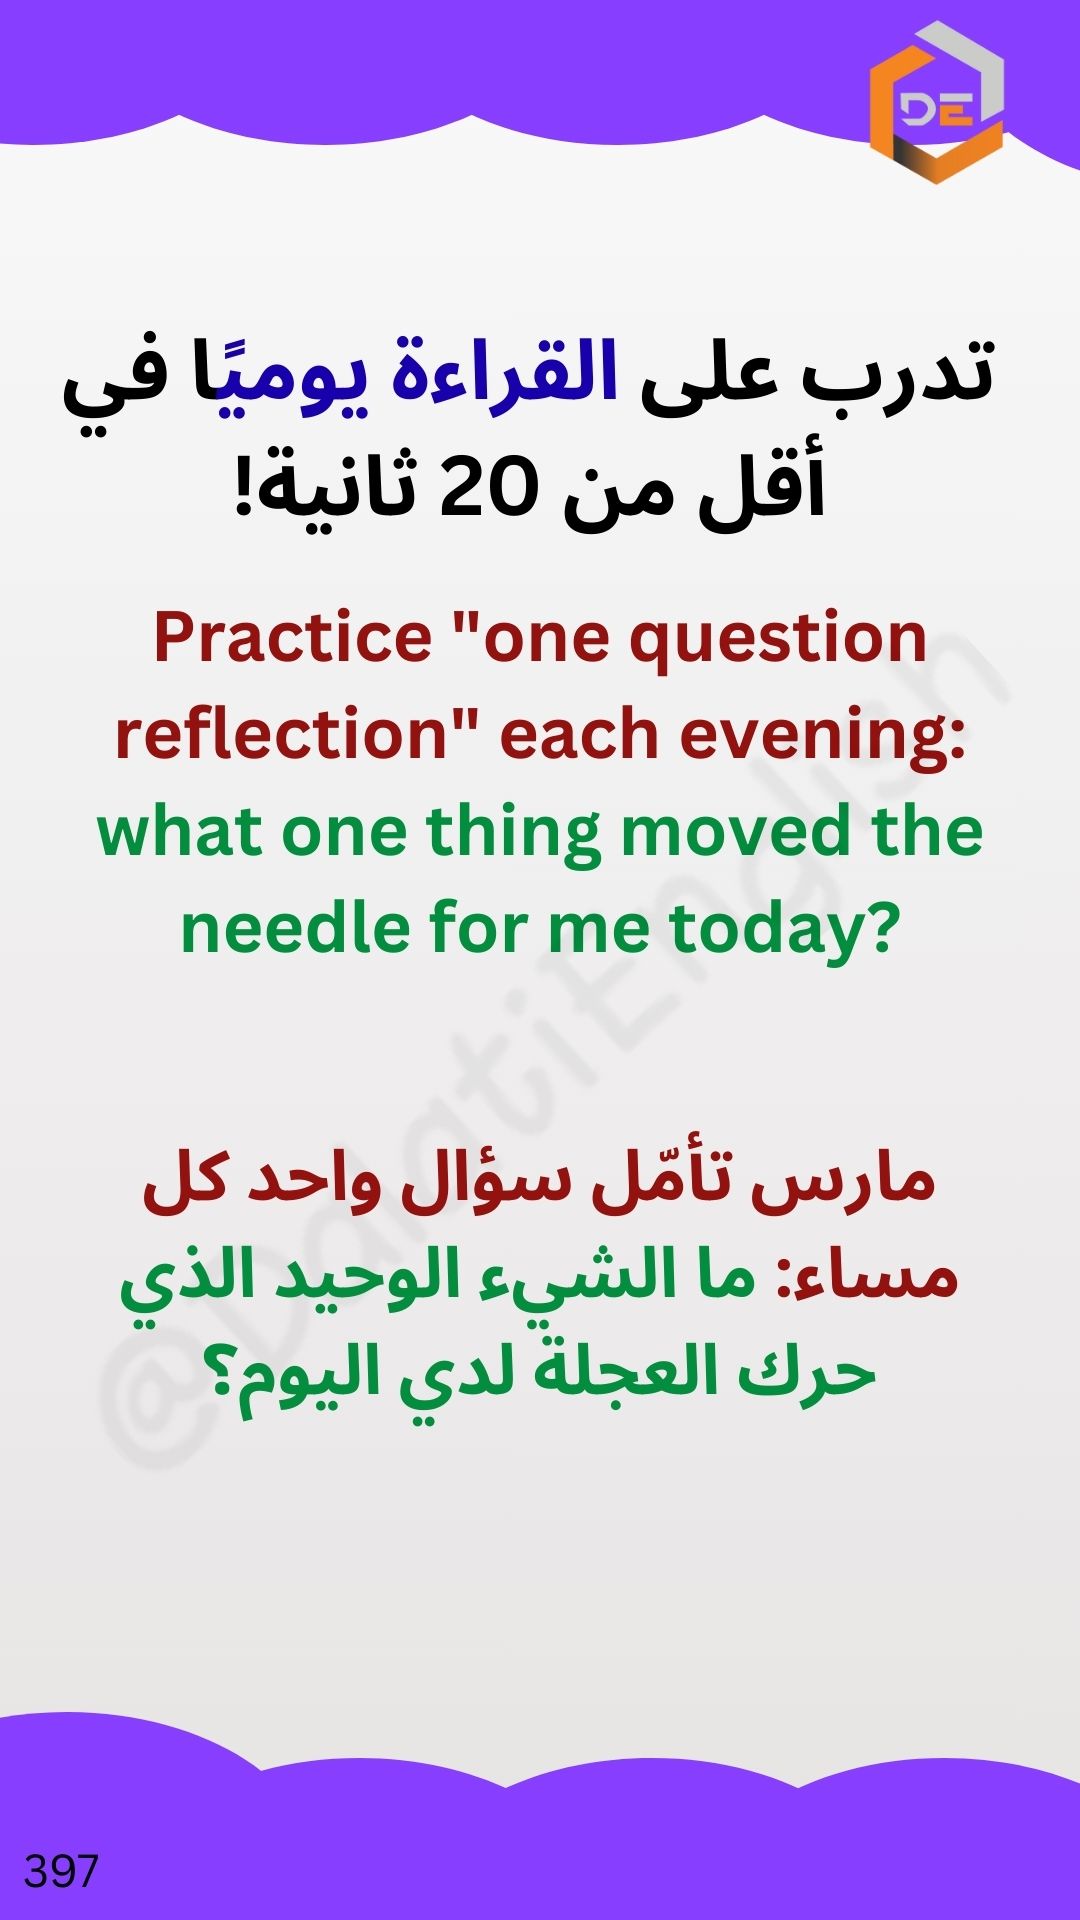 DE
تدرب على القراءة يوميًا في
أقل من 20 ثانية!
Practice "one question
reflection" each evening:
what one thing moved the
needle for me today?
مارس تأمّل سؤال واحد كل
مساء: ما الشيء الوحيد الذي
حرك العجلة لدي اليوم؟
@DalatiEnglish
397